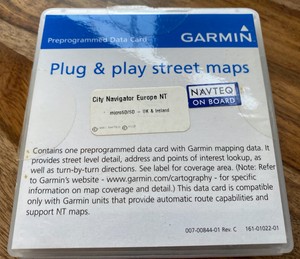 Preprogrammed Data Card
GARMIN
Plug & play street maps
City Navigator Europe NT
microSD/SD - UK & Ireland
NAVTEQ
ON BOARD
Contains one preprogrammed data card with Garmin mapping data. It
provides street level detail, address and points of interest lookup, as
well as turn-by-turn directions. See label for coverage area. (Note: Refer
to Garmin's website - www.garmin.com/cartography - for specific
information on map coverage and detail.) This data card is compatible
only with Garmin units that provide automatic route capabilities and
support NT maps.
007-00844-01 Rev C
161-01022-01